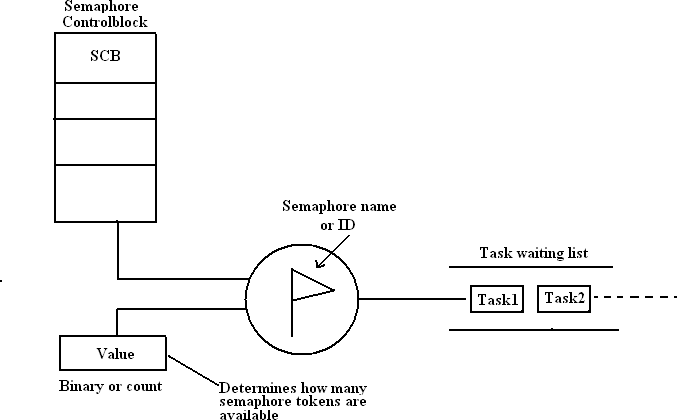 Semaphore
Controlblock
SCB
Semaphore name
or ID
Task waiting list
Task1
Task2
Value
Binary or count
Determines how many
semaphore tokens are
available